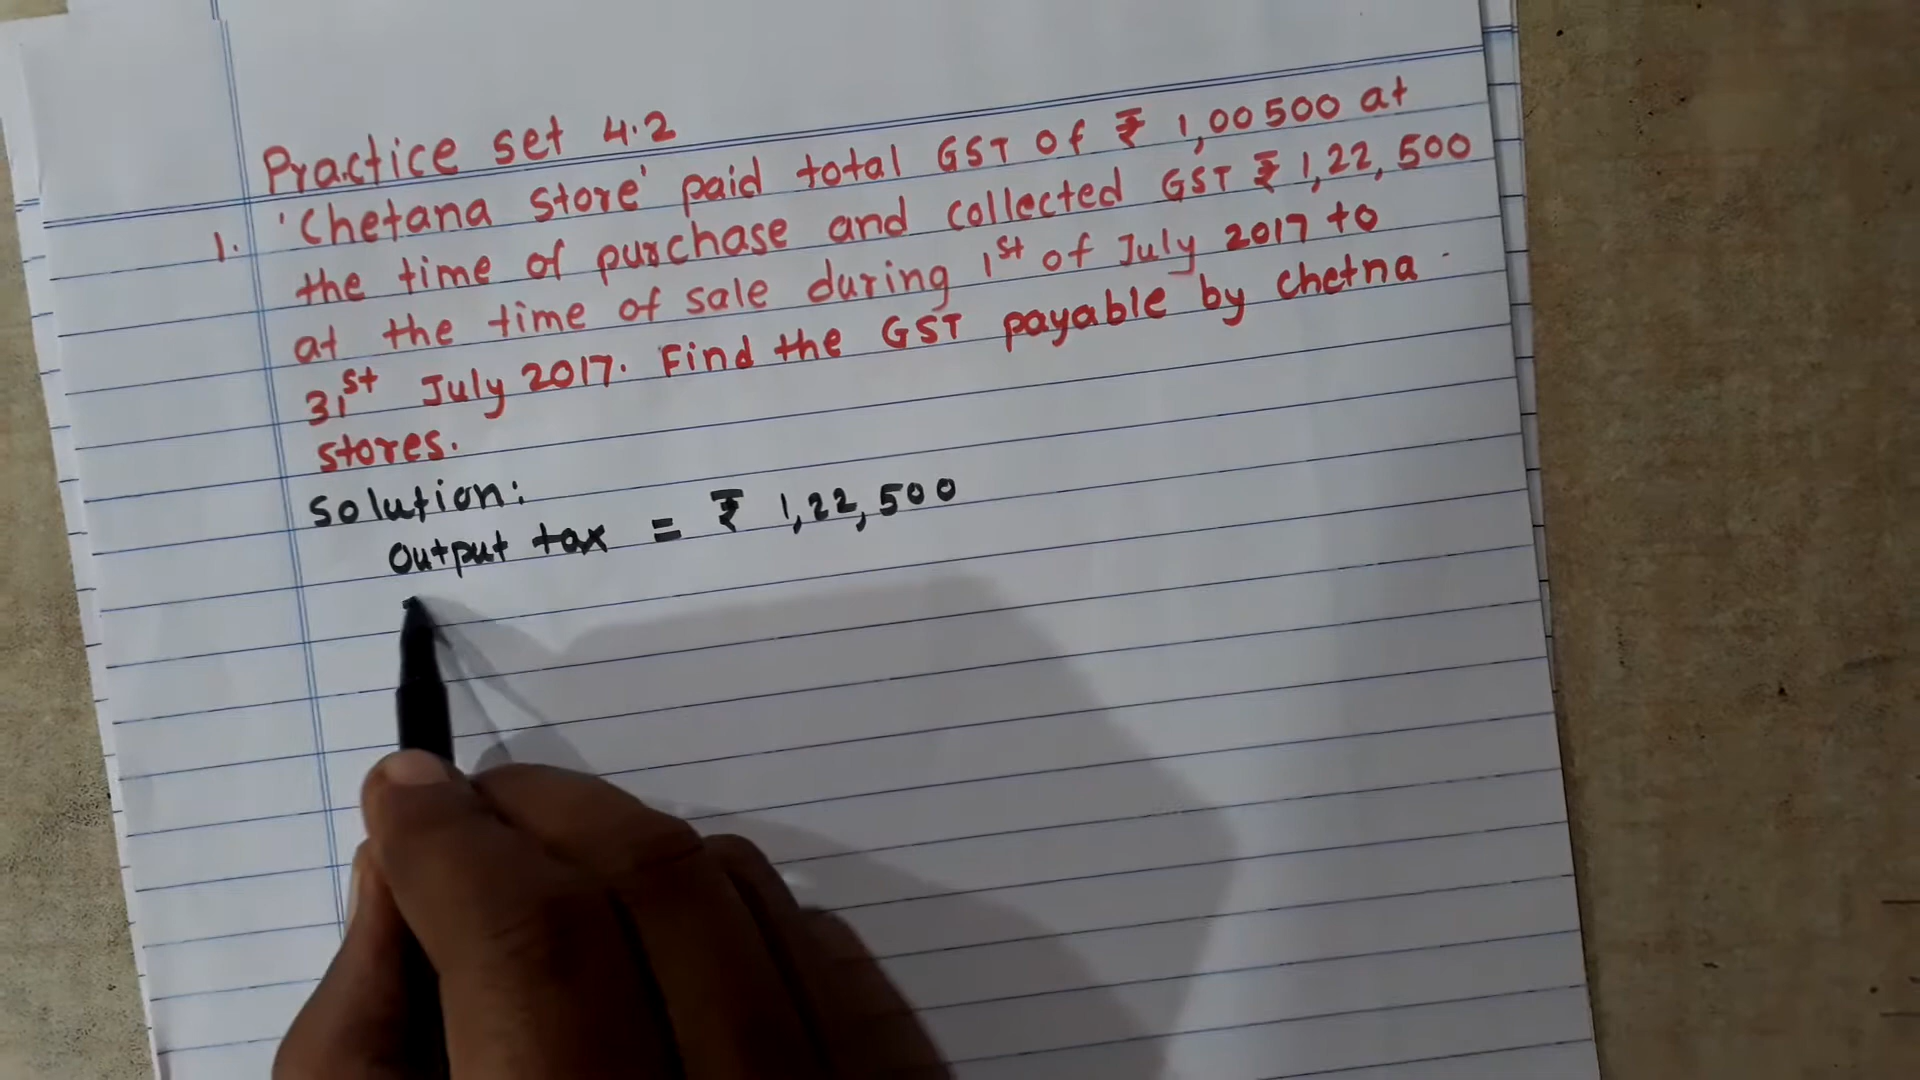 Practice set 4.2
1. 'Chetana store' paid total GST of ₹ 1,00500 at
the time of purchase and collected GST ₹ 1,22,500
at the time of sale during 1st of July 2017 to
31st July 2017. Find the GST payable by chetna
stores.
solution:
output tax = ₹ 1,22,500